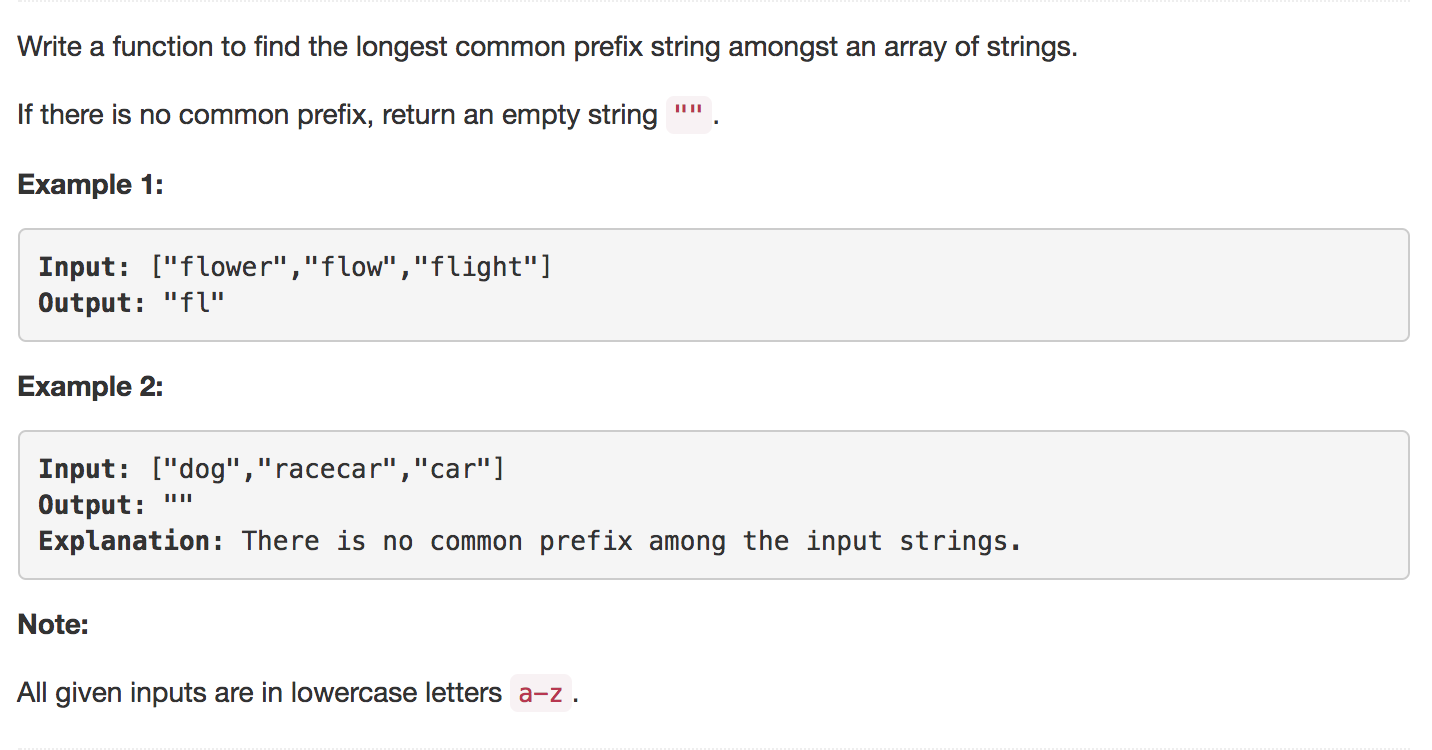 Write a function to find the longest common prefix string amongst an array of strings.
If there is no common prefix, return an empty string "".
Example 1:
Input: ["flower","flow","flight"]
Output: "fl"
Example 2:
Input: ["dog","racecar","car"]
Output: ""
Explanation: There is no common prefix among the input strings.
Note:
All given inputs are in lowercase letters a-z.